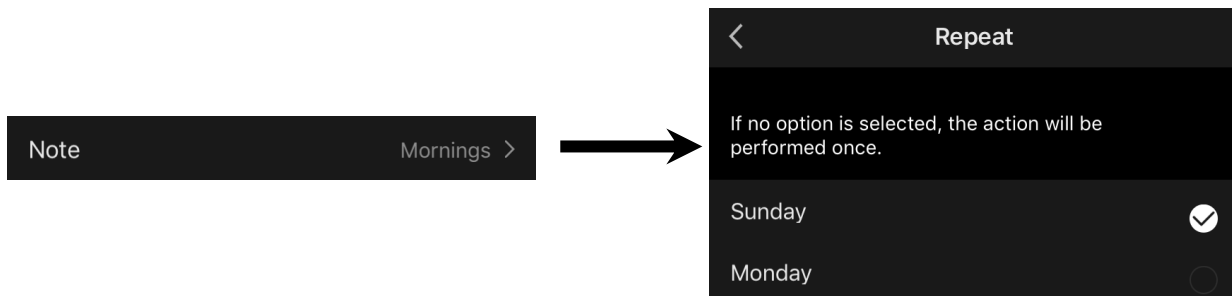 Note Mornings
Repeat
If no option is selected, the action will be
performed once.
Sunday
Monday